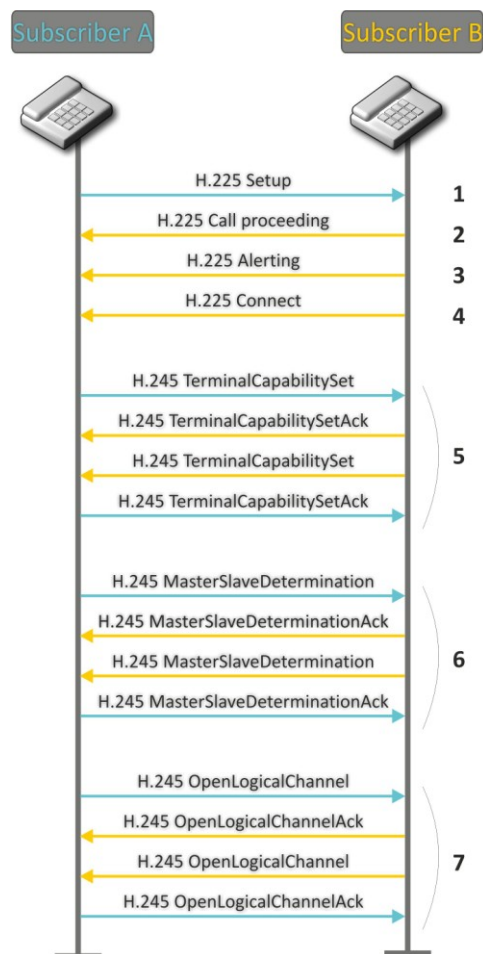 Subscriber A
Subscriber B
H.225 Setup
1
H.225 Call proceeding
2
H.225 Alerting
3
H.225 Connect
4
H.245 TerminalCapabilitySet
H.245 TerminalCapabilitySetAck
5
H.245 TerminalCapabilitySet
H.245 TerminalCapabilitySetAck
H.245 MasterSlaveDetermination
H.245 MasterSlaveDeterminationAck
6
H.245 MasterSlaveDetermination
H.245 MasterSlaveDeterminationAck
H.245 OpenLogicalChannel
H.245 OpenLogicalChannelAck
7
H.245 OpenLogicalChannel
H.245 OpenLogicalChannelAck